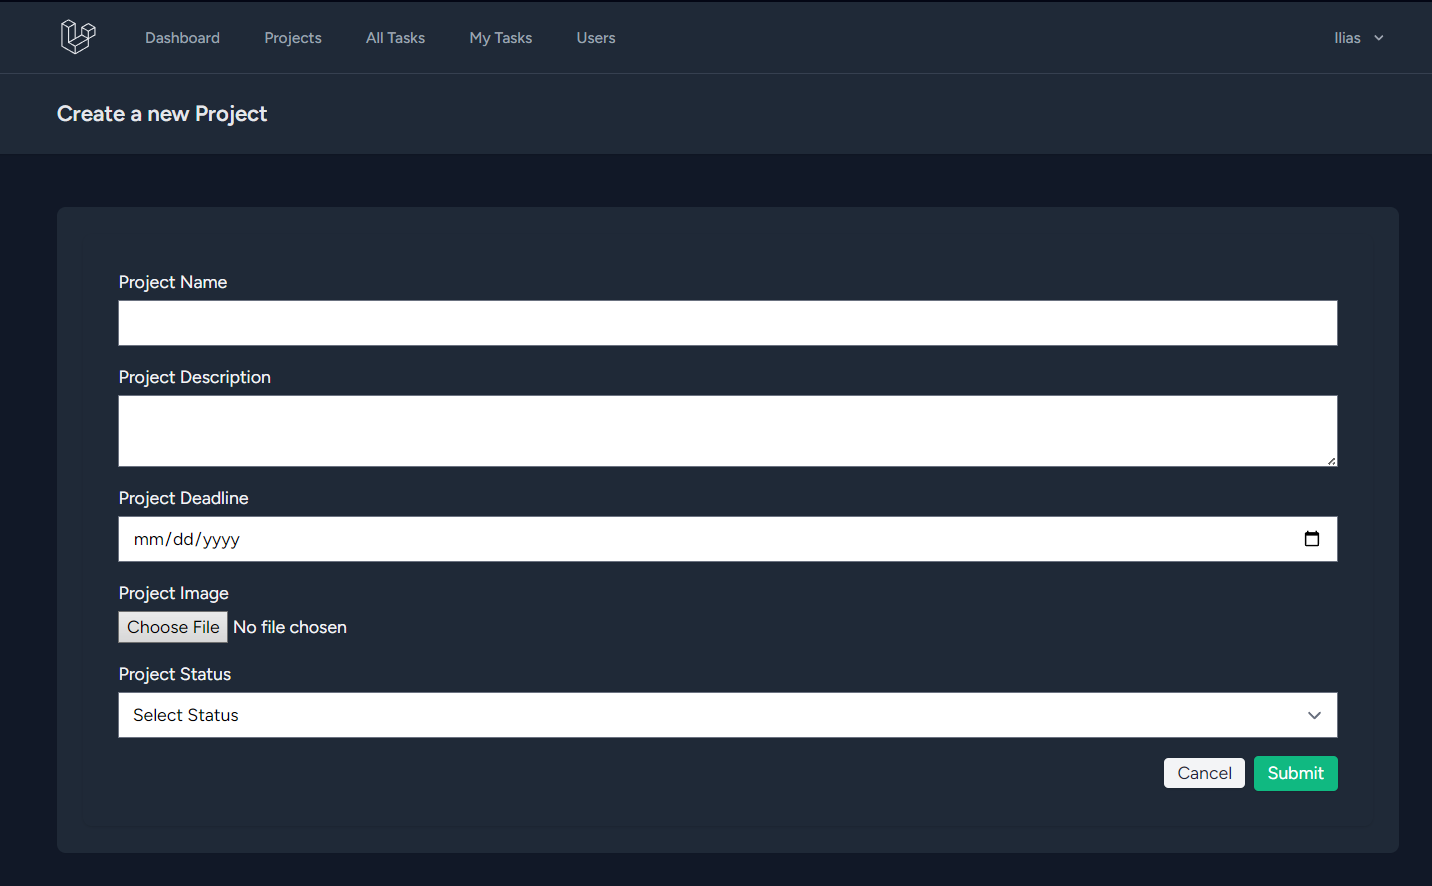 Dashboard Projects All Tasks My Tasks Users Ilias
Create a new Project
Project Name
Project Description
Project Deadline
mm/dd/yyyy
Project Image
Choose File No file chosen
Project Status
Select Status
Cancel Submit